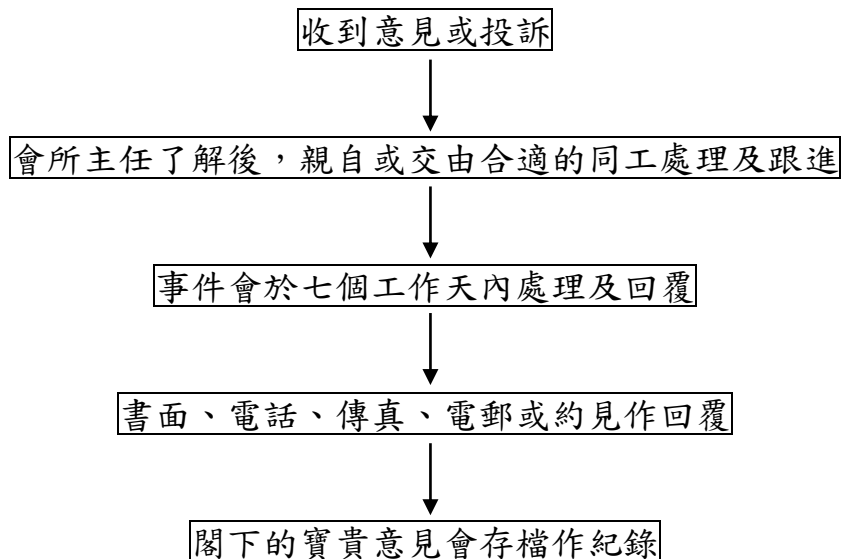 收到意見或投訴
會所主任了解後，親自或交由合適的同工處理及跟進
事件會於七個工作天內處理及回覆
書面、電話、傳真、電郵或約見作回覆
閣下的寶貴意見會存檔作紀錄